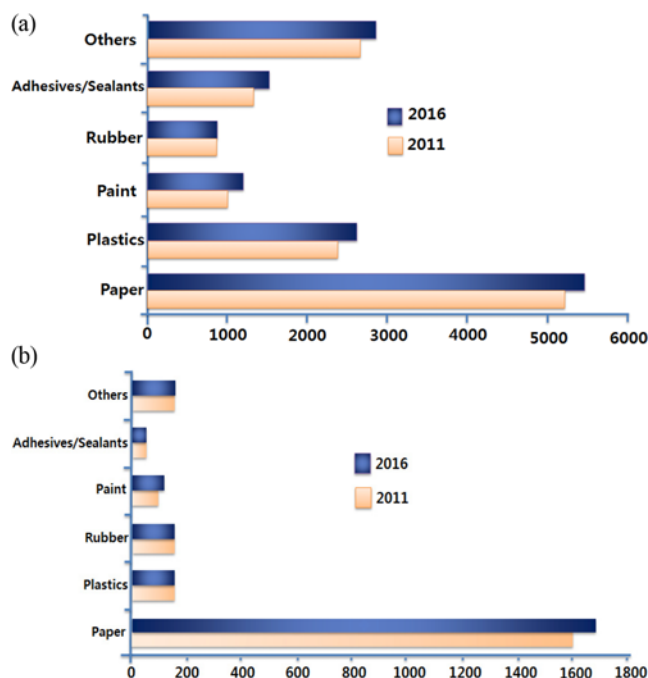 (a)
Others
Adhesives/Sealants
Rubber
Paint
Plastics
Paper
2016
2011
0 1000 2000 3000 4000 5000 6000
(b)
Others
Adhesives/Sealants
Paint
Rubber
Plastics
Paper
2016
2011
0 200 400 600 800 1000 1200 1400 1600 1800